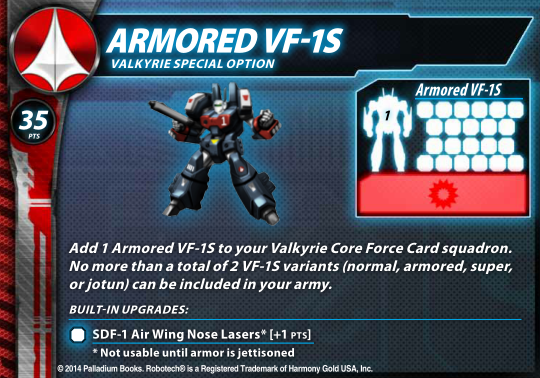 ARMORED VF-1S
VALKYRIE SPECIAL OPTION
35
PTS
Armored VF-1S
1
1
Add 1 Armored VF-1S to your Valkyrie Core Force Card squadron.
No more than a total of 2 VF-1S variants (normal, armored, super,
or jotun) can be included in your army.
BUILT-IN UPGRADES:
SDF-1 Air Wing Nose Lasers* [+1 PTS]
* Not usable until armor is jettisoned
© 2014 Palladium Books. Robotech® is a Registered Trademark of Harmony Gold USA, Inc.